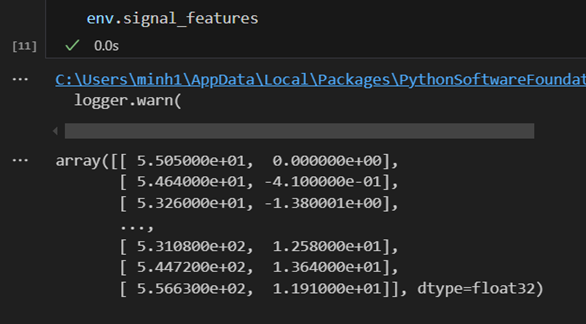 env.signal_features
[11] ✓ 0.0s
... C:\Users\minh1\AppData\Local\Packages\PythonSoftwareFoundat
logger.warn(
... array([[ 5.505000e+01,  0.000000e+00],
[ 5.464000e+01, -4.100000e-01],
[ 5.326000e+01, -1.380001e+00],
...,
[ 5.310800e+02,  1.258000e+01],
[ 5.447200e+02,  1.364000e+01],
[ 5.566300e+02,  1.191000e+01]], dtype=float32)